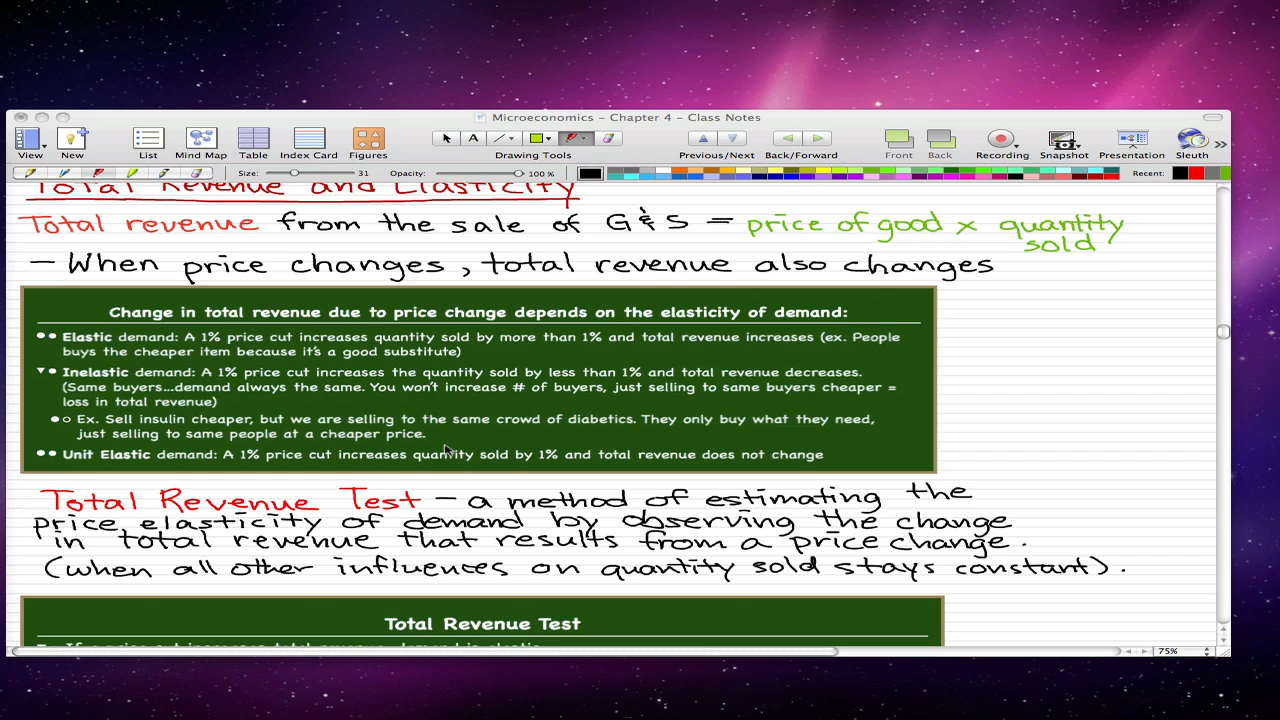 Microeconomics - Chapter 4 - Class Notes
View New List Mind Map Table Index Card Figures Drawing Tools Previous/Next Back/Forward Front Back Recording Snapshot Presentation Sleuth
Size: 31 Opacity: 100 % Recent:
Total Revenue and Elasticity
Total revenue from the sale of G & S = price of good x quantity
sold
— When price changes, total revenue also changes
Change in total revenue due to price change depends on the elasticity of demand:
Elastic demand: A 1% price cut increases quantity sold by more than 1% and total revenue increases (ex. People
buys the cheaper item because it's a good substitute)
Inelastic demand: A 1% price cut increases the quantity sold by less than 1% and total revenue decreases.
(Same buyers...demand always the same. You won't increase # of buyers, just selling to same buyers cheaper =
loss in total revenue)
Ex. Sell insulin cheaper, but we are selling to the same crowd of diabetics. They only buy what they need,
just selling to same people at a cheaper price.
Unit Elastic demand: A 1% price cut increases quantity sold by 1% and total revenue does not change
Total Revenue Test — a method of estimating the
price elasticity of demand by observing the change
in total revenue that results from a price change.
(when all other influences on quantity sold stays constant).
Total Revenue Test
If a price cut increases total revenue, demand is elastic
75%